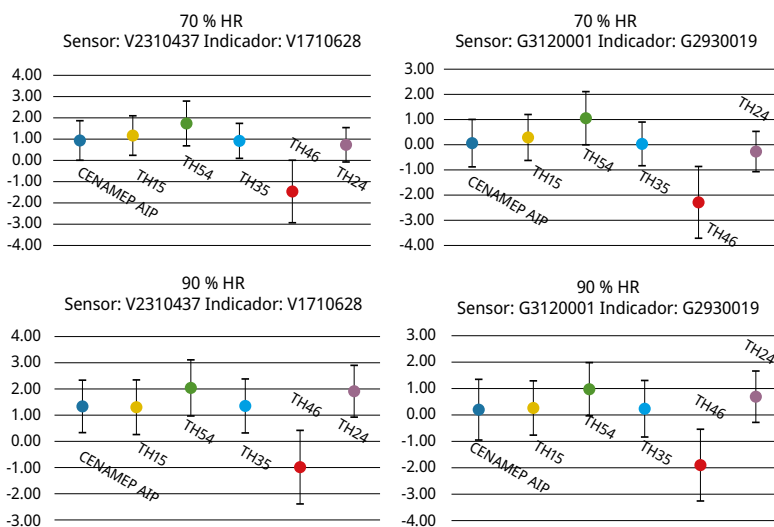 70 % HR
Sensor: V2310437 Indicador: V1710628
4.00
3.00
2.00
1.00
0.00
-1.00
-2.00
-3.00
-4.00
CENAMEP AIP
TH15
TH54
TH35
TH46
TH24
70 % HR
Sensor: G3120001 Indicador: G2930019
3.00
2.00
1.00
0.00
-1.00
-2.00
-3.00
-4.00
CENAMEP AIP
TH15
TH54
TH35
TH46
TH24
90 % HR
Sensor: V2310437 Indicador: V1710628
4.00
3.00
2.00
1.00
0.00
-1.00
-2.00
-3.00
CENAMEP AIP
TH15
TH54
TH35
TH46
TH24
90 % HR
Sensor: G3120001 Indicador: G2930019
3.00
2.00
1.00
0.00
-1.00
-2.00
-3.00
-4.00
CENAMEP AIP
TH15
TH54
TH35
TH46
TH24